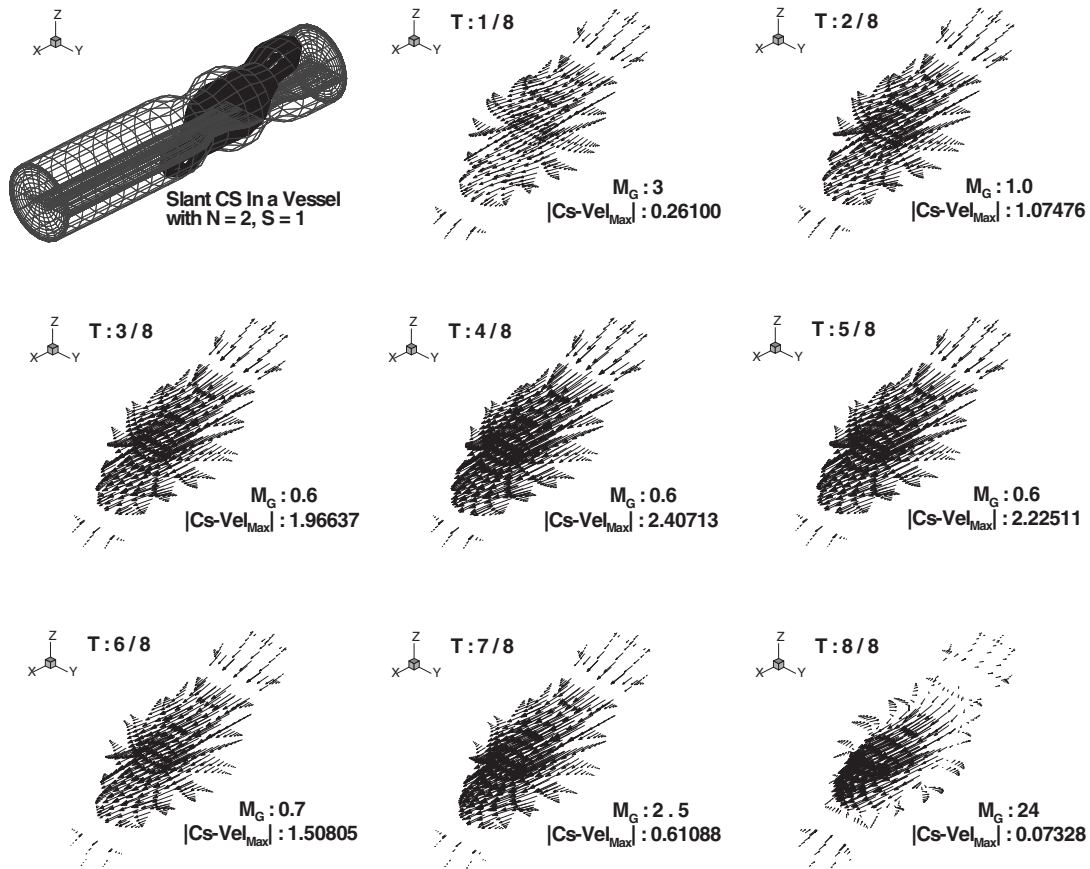 Z
X Y
Slant CS In a Vessel
with N = 2, S = 1
Z
X Y
T : 1 / 8
M_G : 3
|Cs-Vel_Max| : 0.26100
Z
X Y
T : 2 / 8
M_G : 1.0
|Cs-Vel_Max| : 1.07476
Z
X Y
T : 3 / 8
M_G : 0.6
|Cs-Vel_Max| : 1.96637
Z
X Y
T : 4 / 8
M_G : 0.6
|Cs-Vel_Max| : 2.40713
Z
X Y
T : 5 / 8
M_G : 0.6
|Cs-Vel_Max| : 2.22511
Z
X Y
T : 6 / 8
M_G : 0.7
|Cs-Vel_Max| : 1.50805
Z
X Y
T : 7 / 8
M_G : 2 . 5
|Cs-Vel_Max| : 0.61088
Z
X Y
T : 8 / 8
M_G : 24
|Cs-Vel_Max| : 0.07328